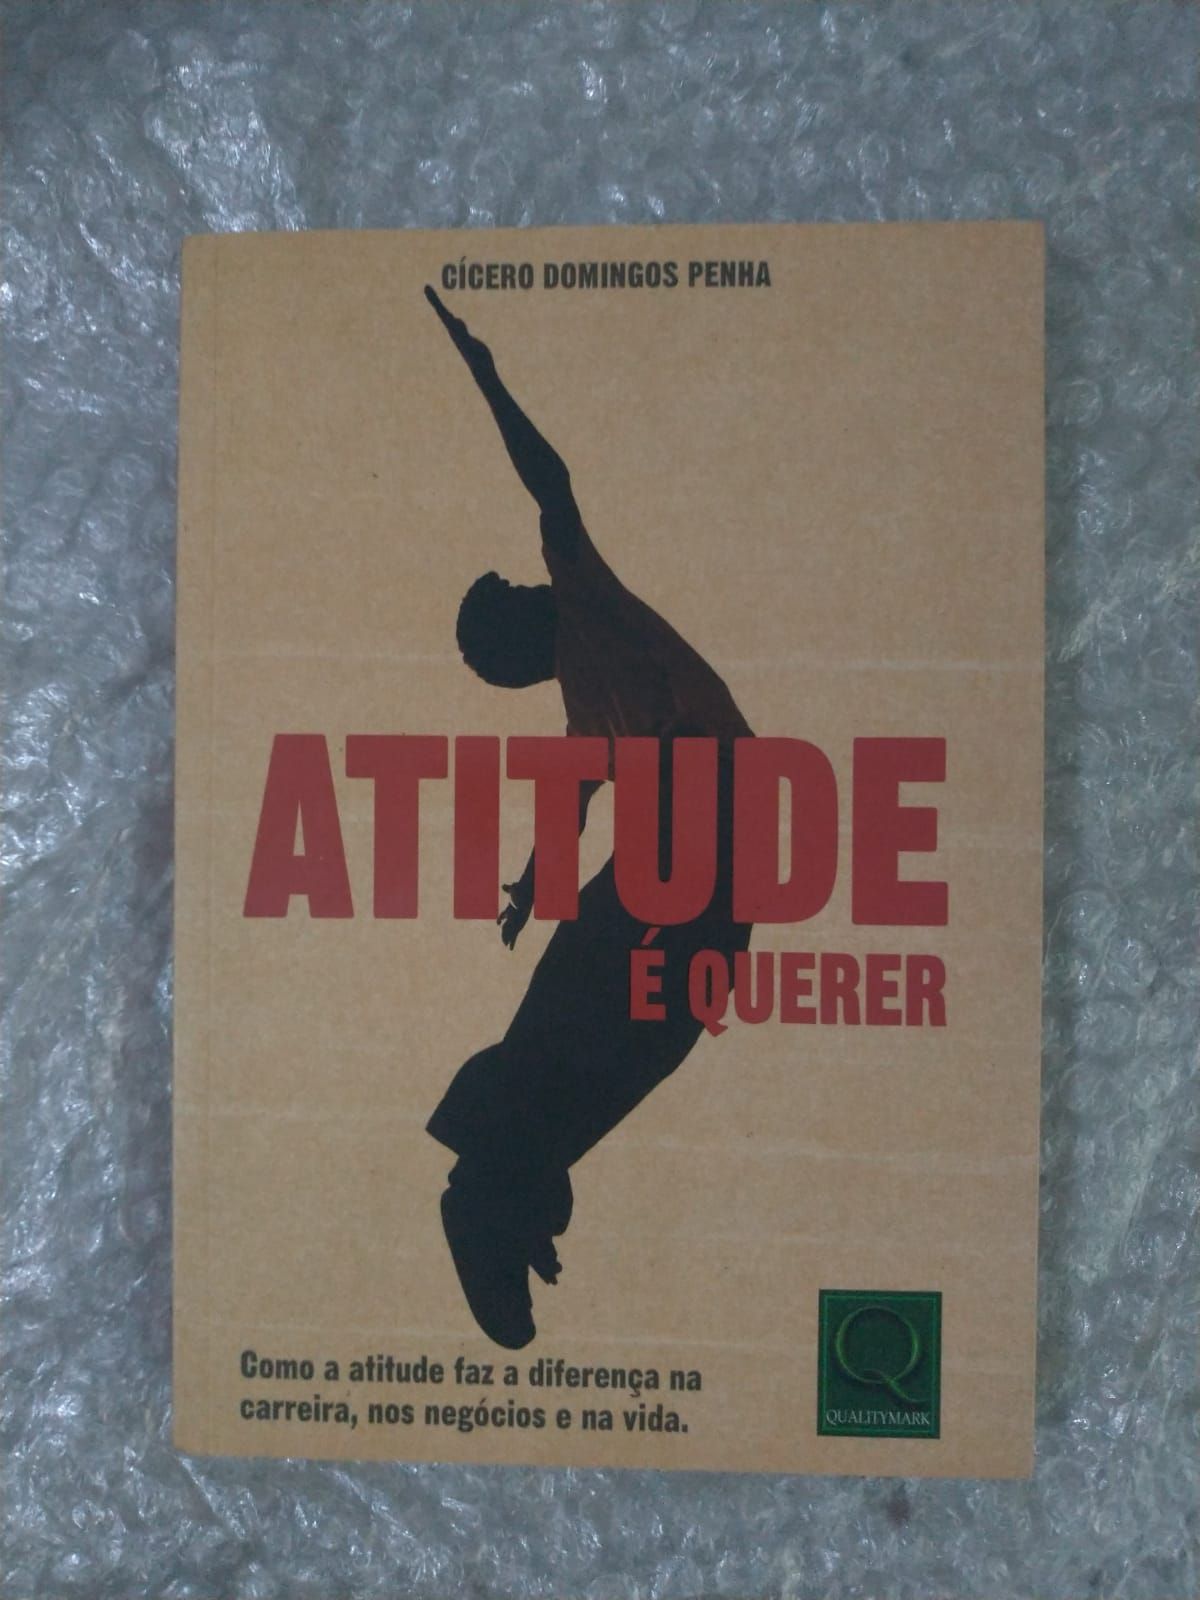 CÍCERO DOMINGOS PENHA
ATITUDE
É QUERER
Como a atitude faz a diferença na
carreira, nos negócios e na vida.
Q
QUALITYMARK